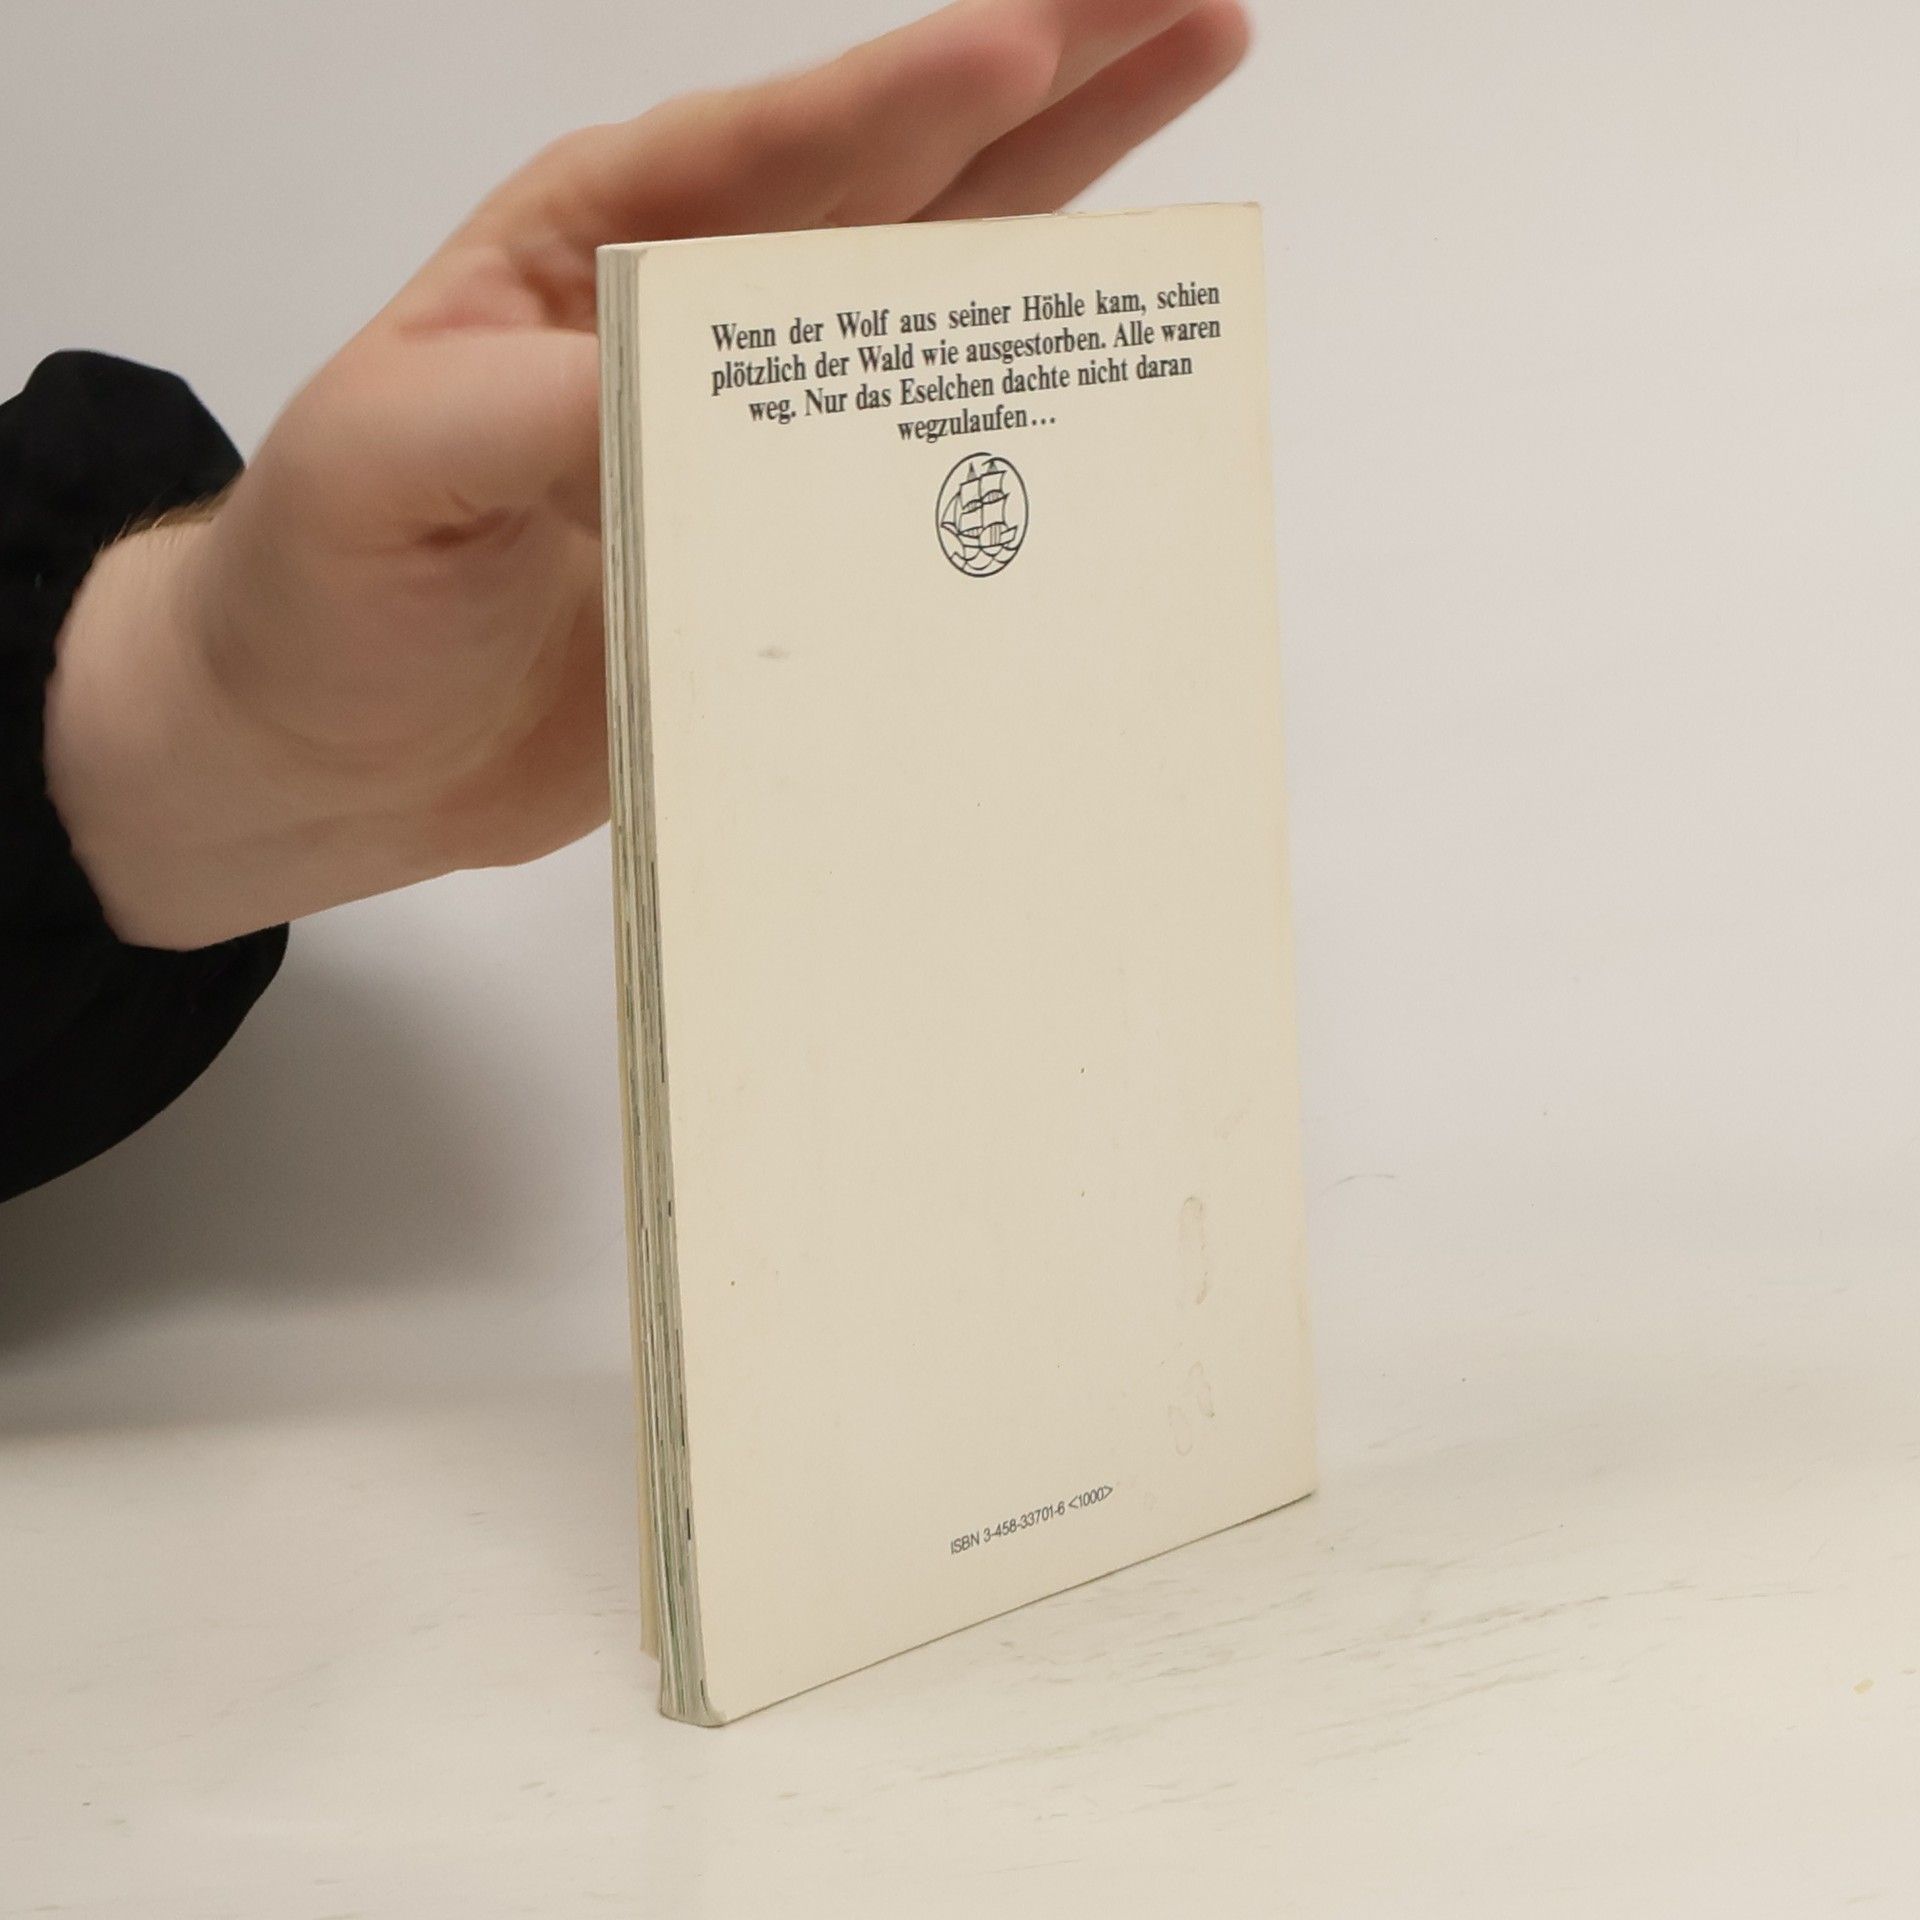 Wenn der Wolf aus seiner Höhle kam, schien
plötzlich der Wald wie ausgestorben. Alle waren
weg. Nur das Eselchen dachte nicht daran
wegzulaufen...
ISBN 3-458-33701-6 <1000>